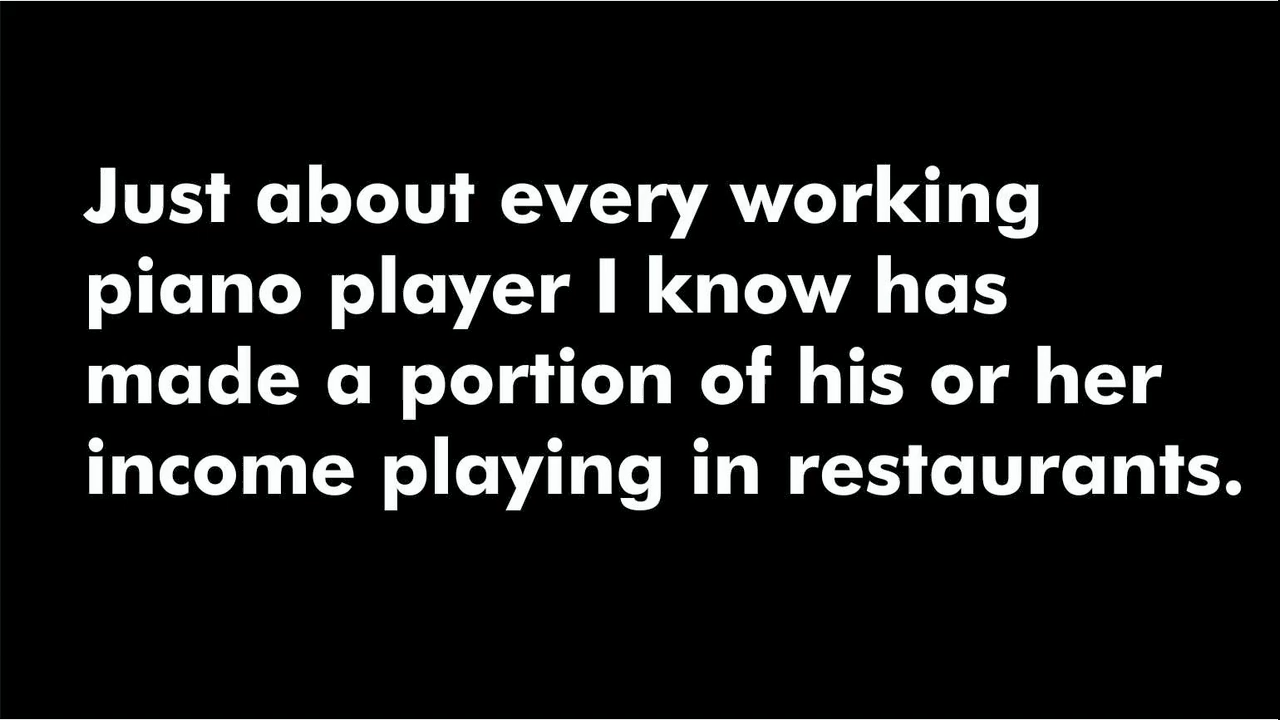 Just about every working
piano player I know has
made a portion of his or her
income playing in restaurants.